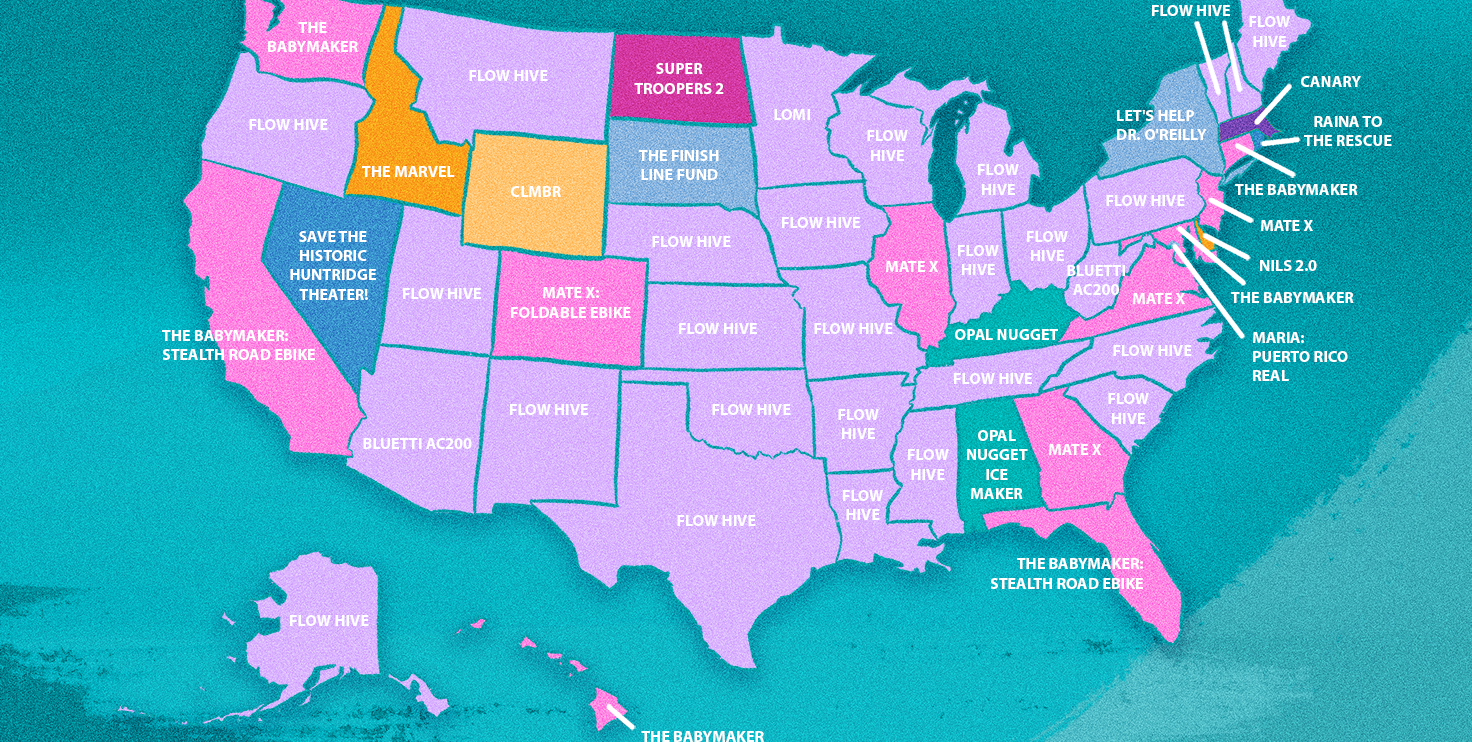 FLOW HIVE
THE
BABYMAKER
FLOW
HIVE
FLOW HIVE
SUPER
TROOPERS 2
CANARY
LOMI
LET'S HELP
DR. O'REILLY
RAINA TO
THE RESCUE
FLOW HIVE
FLOW
HIVE
THE MARVEL
THE FINISH
LINE FUND
FLOW
HIVE
CLMBR
THE BABYMAKER
FLOW HIVE
MATE X
SAVE THE
HISTORIC
HUNTRIDGE
THEATER!
FLOW HIVE
FLOW HIVE
FLOW
HIVE
FLOW
HIVE
MATE X
NILS 2.0
BLUETTI
AC200
FLOW HIVE
MATE X:
FOLDABLE EBIKE
MATE X
THE BABYMAKER
THE BABYMAKER:
STEALTH ROAD EBIKE
FLOW HIVE
FLOW HIVE
OPAL NUGGET
MARIA:
PUERTO RICO
REAL
FLOW HIVE
FLOW HIVE
FLOW HIVE
FLOW HIVE
FLOW
HIVE
FLOW
HIVE
BLUETTI AC200
OPAL
NUGGET
ICE
MAKER
MATE X
FLOW
HIVE
FLOW
HIVE
FLOW HIVE
THE BABYMAKER:
STEALTH ROAD EBIKE
FLOW HIVE
THE BABYMAKER